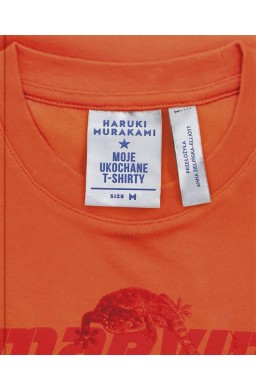 HARUKI
MURAKAMI
MOJE
UKOCHANE
T-SHIRTY
SIZE M
PRZEŁOŻYŁA
ANNA ZIELIŃSKA-ELLIOTT